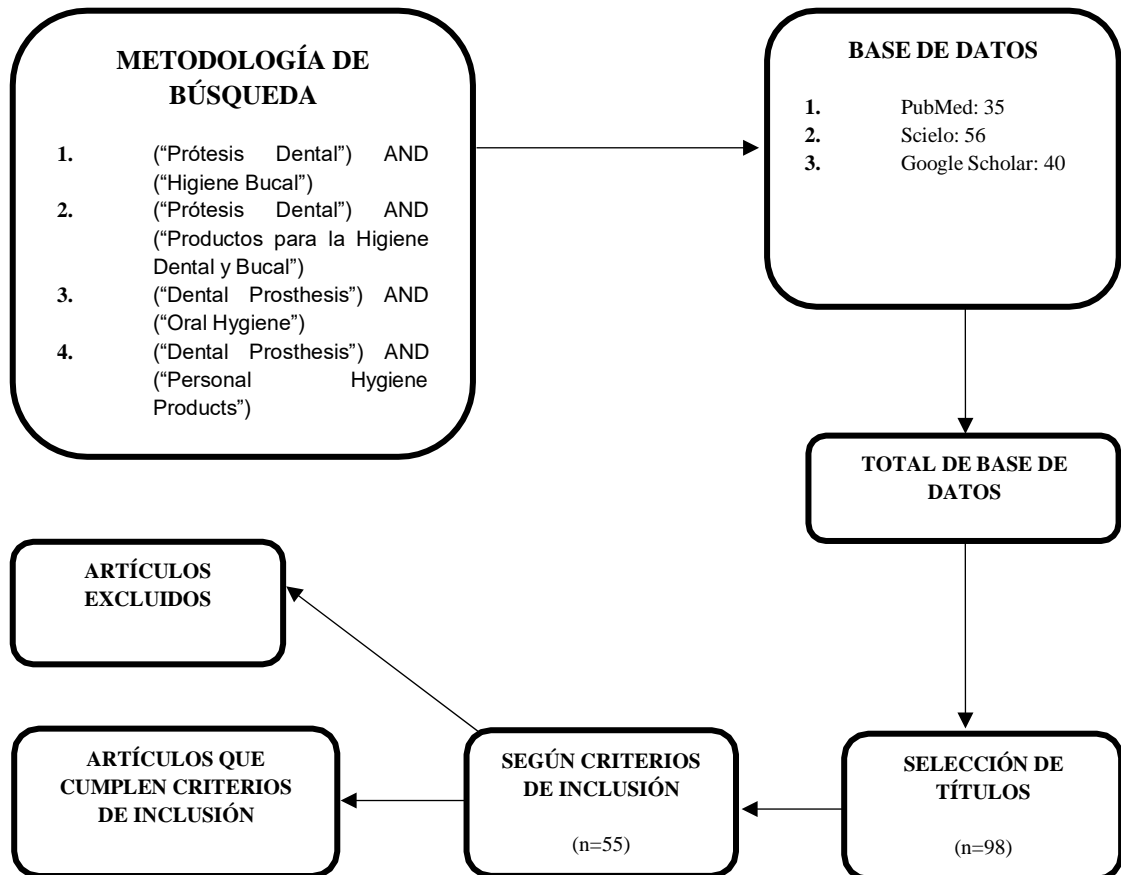 METODOLOGÍA DE
BÚSQUEDA
1. (“Prótesis Dental”) AND
(“Higiene Bucal”)
2. (“Prótesis Dental”) AND
(“Productos para la Higiene
Dental y Bucal”)
3. (“Dental Prosthesis”) AND
(“Oral Hygiene”)
4. (“Dental Prosthesis”) AND
(“Personal Hygiene
Products”)
BASE DE DATOS
1. PubMed: 35
2. Scielo: 56
3. Google Scholar: 40
TOTAL DE BASE DE
DATOS
SELECCIÓN DE
TÍTULOS
(n=98)
SEGÚN CRITERIOS
DE INCLUSIÓN
(n=55)
ARTÍCULOS
EXCLUIDOS
ARTÍCULOS QUE
CUMPLEN CRITERIOS
DE INCLUSIÓN